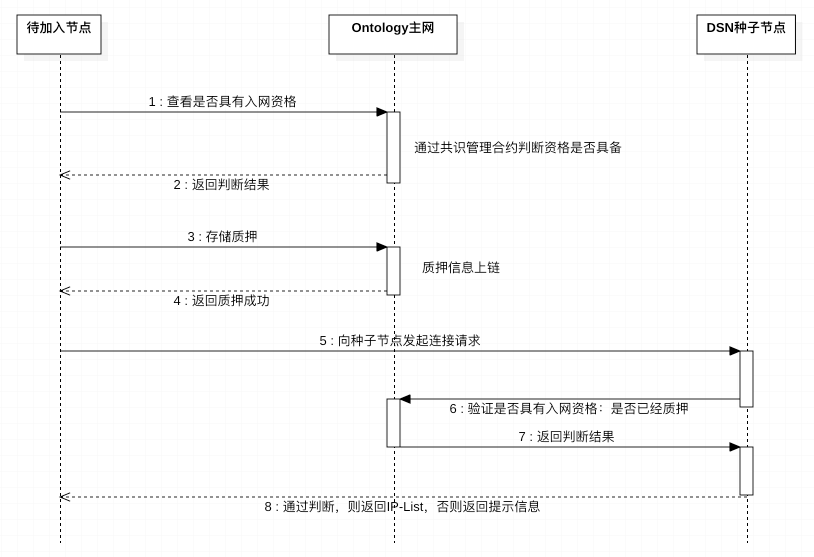 待加入节点
Ontology主网
DSN种子节点
1 : 查看是否具有入网资格
通过共识管理合约判断资格是否具备
2 : 返回判断结果
3 : 存储质押
质押信息上链
4 : 返回质押成功
5 : 向种子节点发起连接请求
6 : 验证是否具有入网资格：是否已经质押
7 : 返回判断结果
8 : 通过判断，则返回IP-List，否则返回提示信息